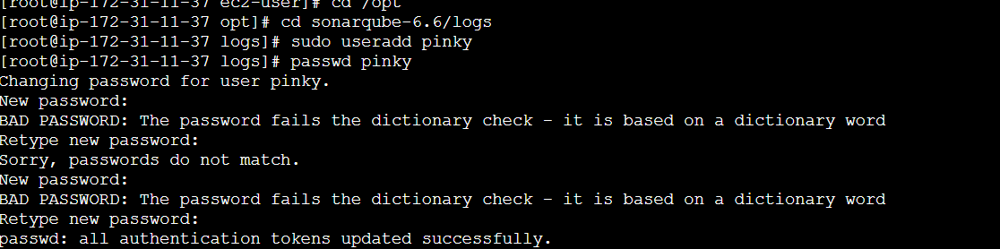 [root@ip-172-31-11-37 ec2-user]# cd /opt
[root@ip-172-31-11-37 opt]# cd sonarqube-6.6/logs
[root@ip-172-31-11-37 logs]# sudo useradd pinky
[root@ip-172-31-11-37 logs]# passwd pinky
Changing password for user pinky.
New password:
BAD PASSWORD: The password fails the dictionary check - it is based on a dictionary word
Retype new password:
Sorry, passwords do not match.
New password:
BAD PASSWORD: The password fails the dictionary check - it is based on a dictionary word
Retype new password:
passwd: all authentication tokens updated successfully.